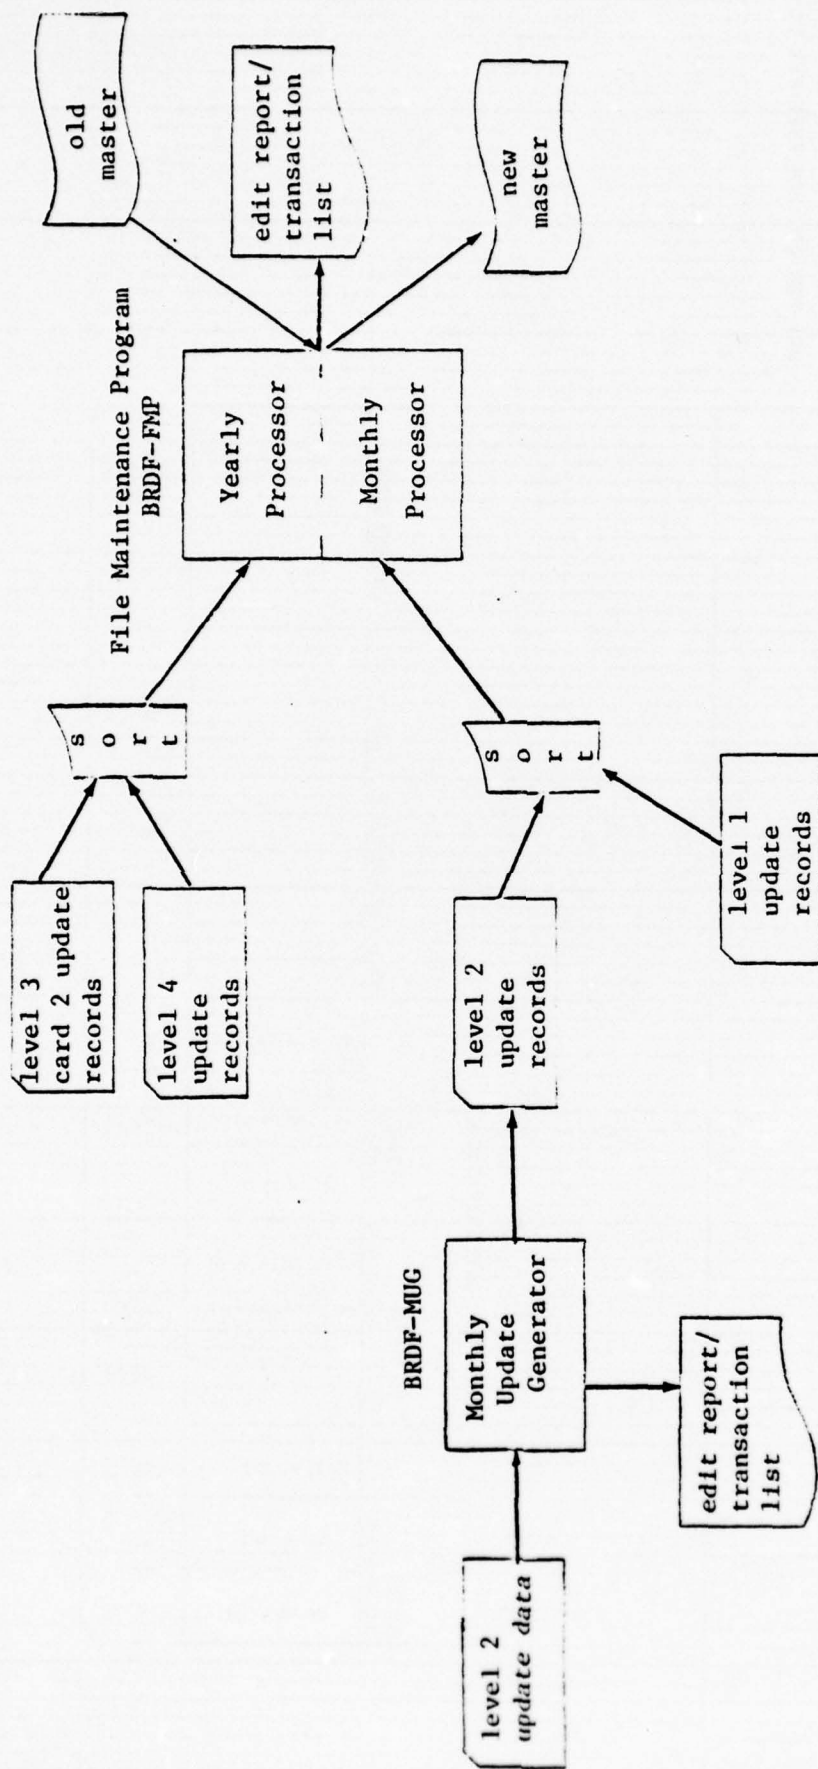 level 3
card 2 update
records
level 4
update
records
s
o
r
t
File Maintenance Program
BRDF-FMP
Yearly
Processor
Monthly
Processor
old
master
edit report/
transaction
list
new
master
level 2
update data
BRDF-MUG
Monthly
Update
Generator
edit report/
transaction
list
level 2
update
records
s
o
r
t
level 1
update
records